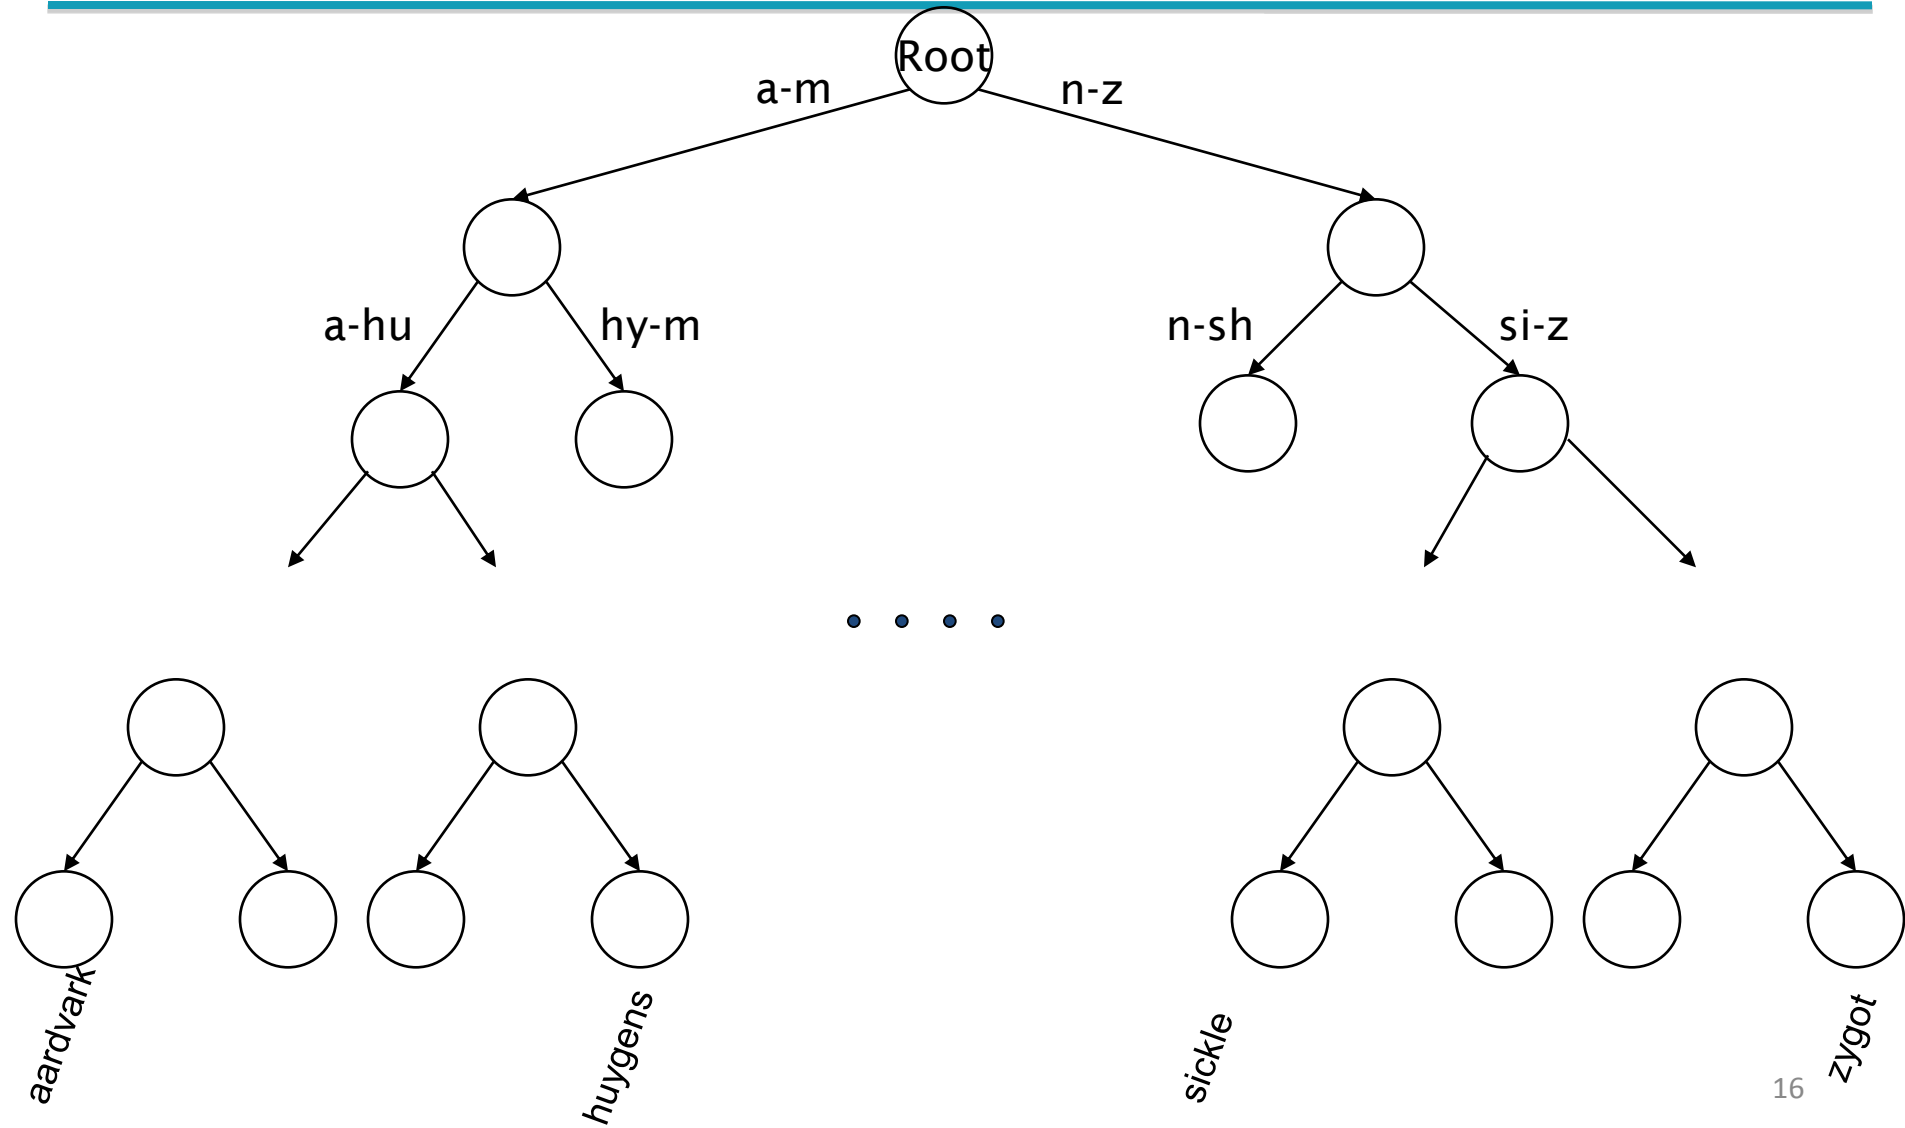 Root
a-m
n-z
a-hu
hy-m
n-sh
si-z
aardvark
huygens
sickle
zygot
16